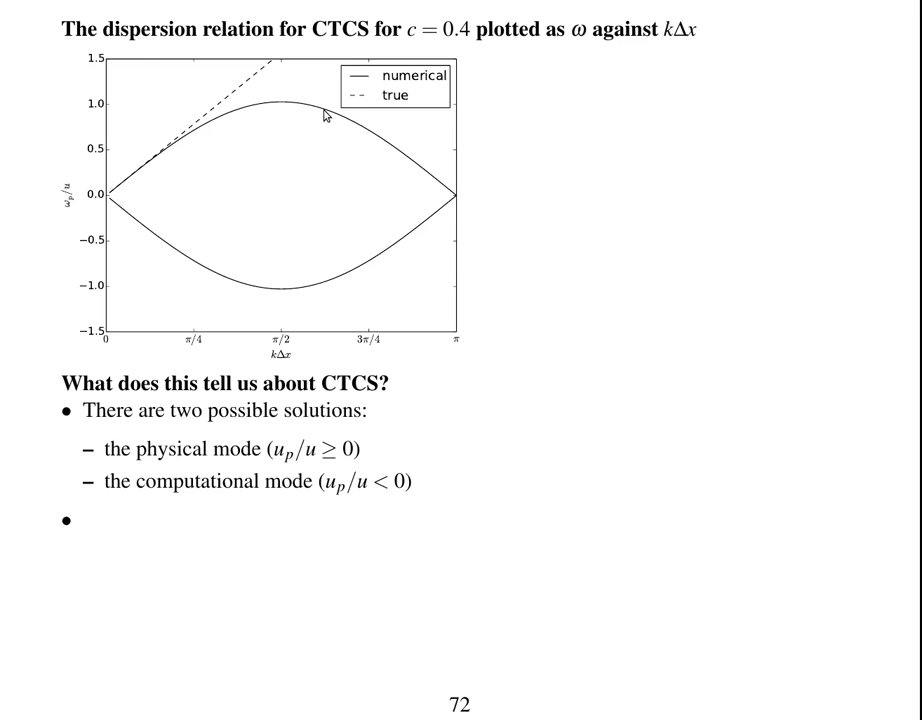 The dispersion relation for CTCS for c = 0.4 plotted as ω against kΔx
1.5
numerical
true
1.0
0.5
0.0
−0.5
−1.0
−1.5
ω_p/u
0 π/4 π/2 3π/4 π
kΔx
What does this tell us about CTCS?
• There are two possible solutions:
– the physical mode (u_p/u ≥ 0)
– the computational mode (u_p/u < 0)
•
72